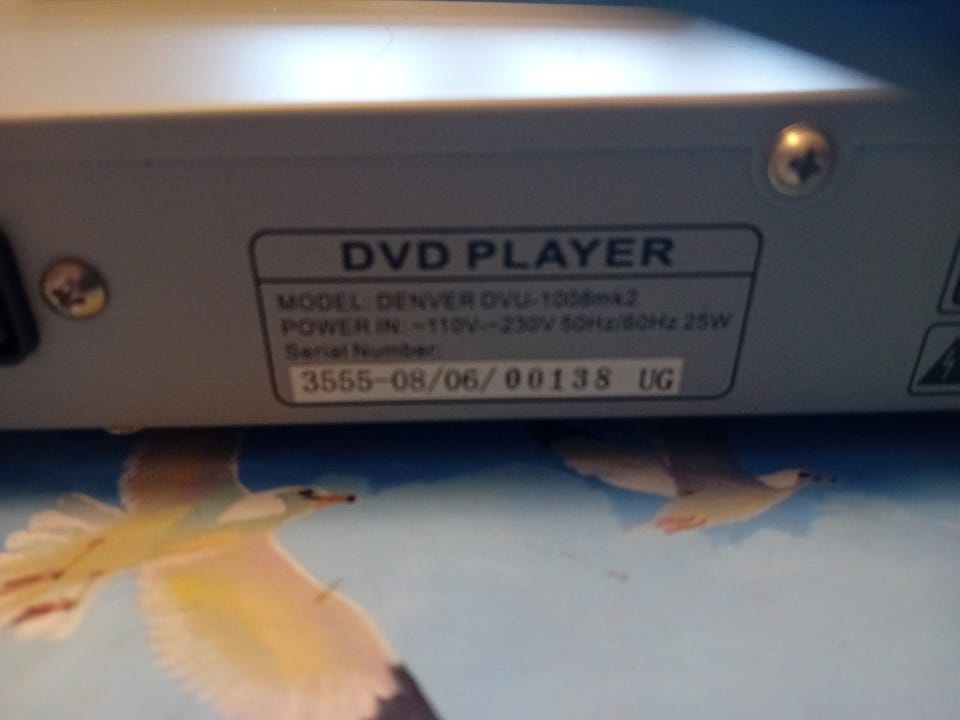 DVD PLAYER
MODEL: DENVER DVU-1008mk2
POWER IN: ~110V-~230V 50Hz/60Hz 25W
Serial Number:
3555-08/06/00138 UG